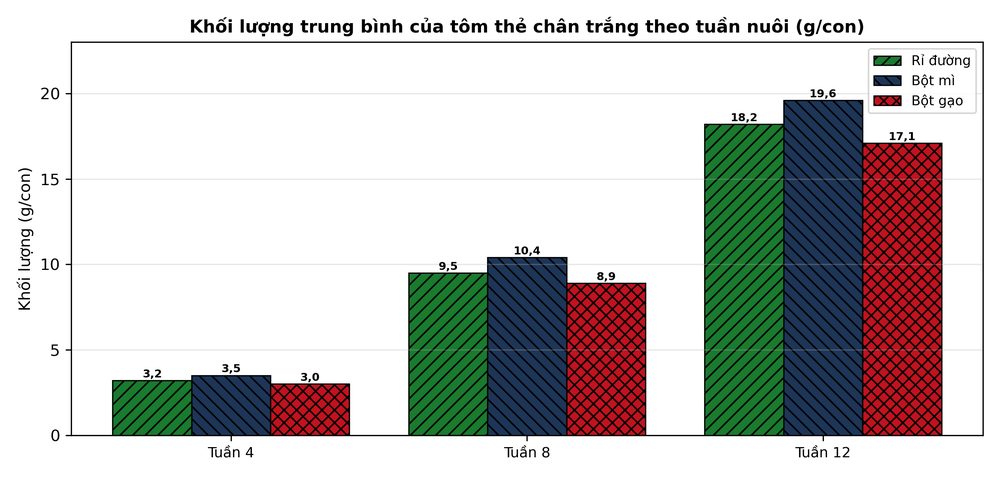 Khối lượng trung bình của tôm thẻ chân trắng theo tuần nuôi (g/con)
Khối lượng (g/con)
20
15
10
5
0
Rỉ đường
Bột mì
Bột gạo
3,2
3,5
3,0
9,5
10,4
8,9
18,2
19,6
17,1
Tuần 4
Tuần 8
Tuần 12